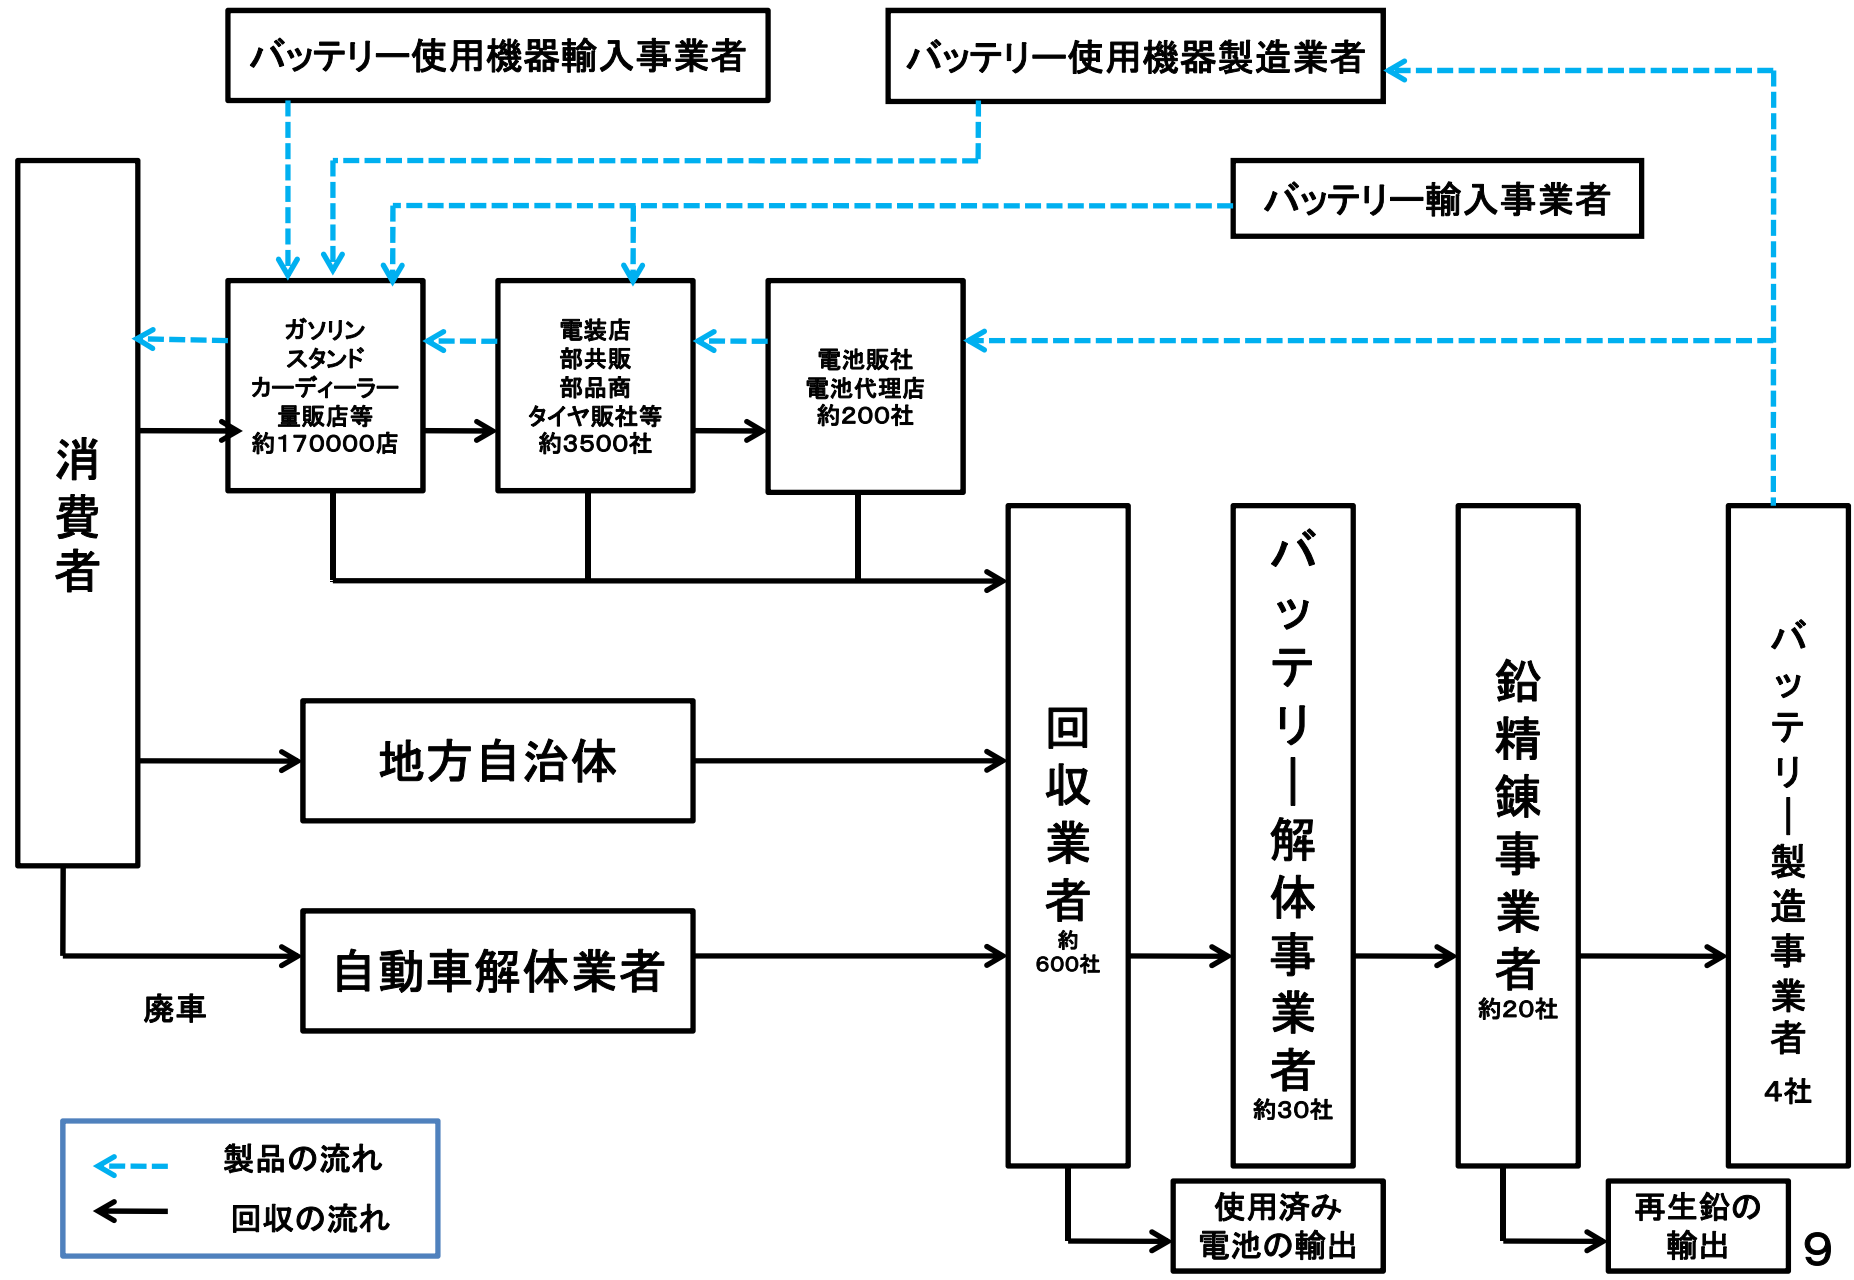 バッテリー使用機器輸入事業者
バッテリー使用機器製造業者
バッテリー輸入事業者
消費者
ガソリン
スタンド
カーディーラー
量販店等
約170000店
電装店
部共販
部品商
タイヤ販社等
約3500社
電池販社
電池代理店
約200社
地方自治体
自動車解体業者
廃車
回収業者
約
600社
バッテリー解体事業者
約30社
鉛精錬事業者
約20社
バッテリー製造事業者
4社
使用済み
電池の輸出
再生鉛の
輸出
製品の流れ
回収の流れ
9